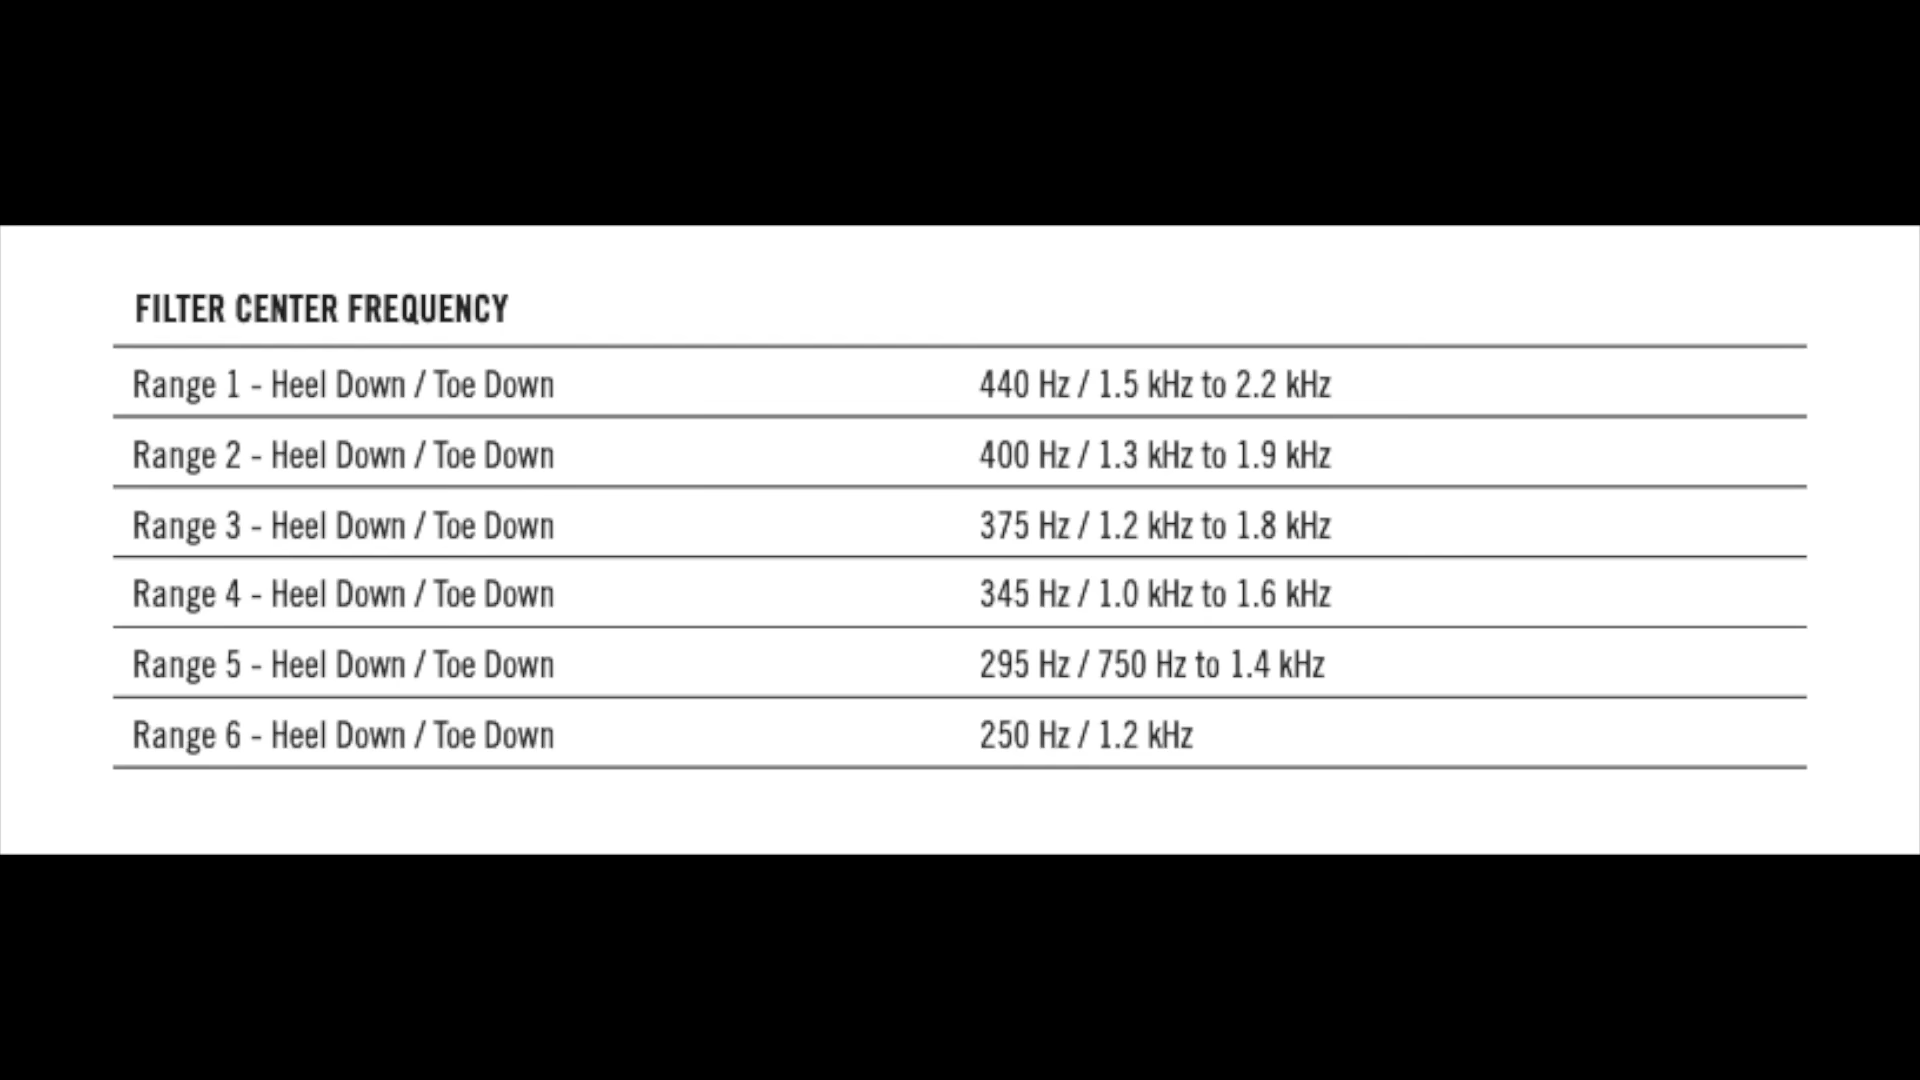 FILTER CENTER FREQUENCY
Range 1 - Heel Down / Toe Down 440 Hz / 1.5 kHz to 2.2 kHz
Range 2 - Heel Down / Toe Down 400 Hz / 1.3 kHz to 1.9 kHz
Range 3 - Heel Down / Toe Down 375 Hz / 1.2 kHz to 1.8 kHz
Range 4 - Heel Down / Toe Down 345 Hz / 1.0 kHz to 1.6 kHz
Range 5 - Heel Down / Toe Down 295 Hz / 750 Hz to 1.4 kHz
Range 6 - Heel Down / Toe Down 250 Hz / 1.2 kHz